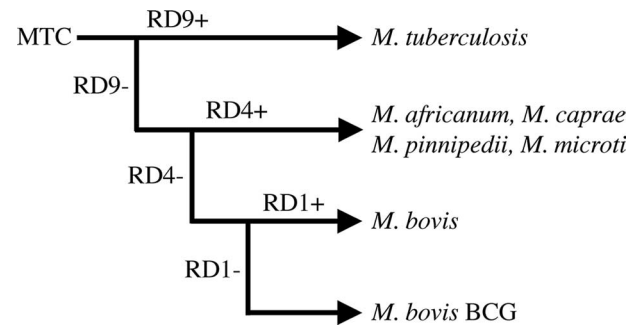 RD9+
MTC
M. tuberculosis
RD9-
RD4+
M. africanum, M. caprae
M. pinnipedii, M. microti
RD4-
RD1+
M. bovis
RD1-
M. bovis BCG